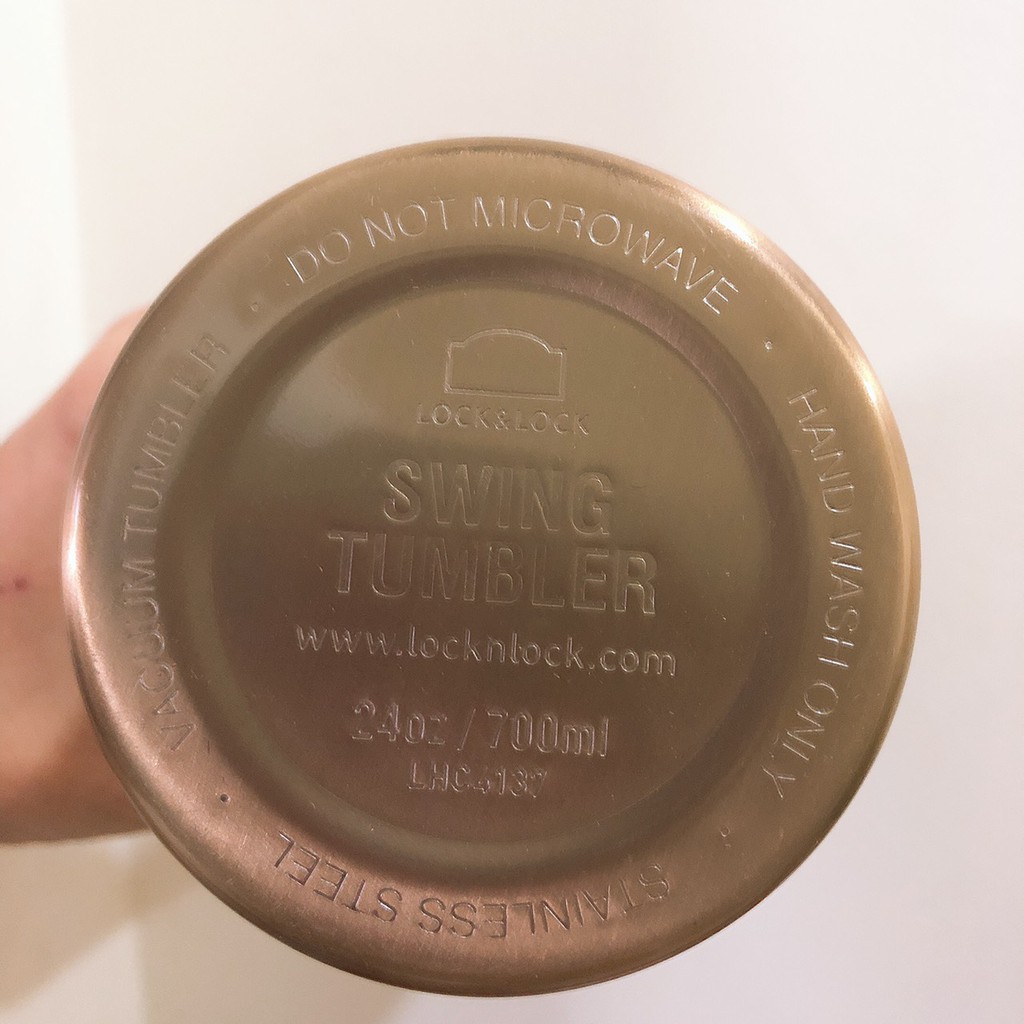 DO NOT MICROWAVE
HAND WASH ONLY
STAINLESS STEEL
VACUUM TUMBLER
LOCK&LOCK
SWING
TUMBLER
www.locknlock.com
24oz / 700ml
LHC4137